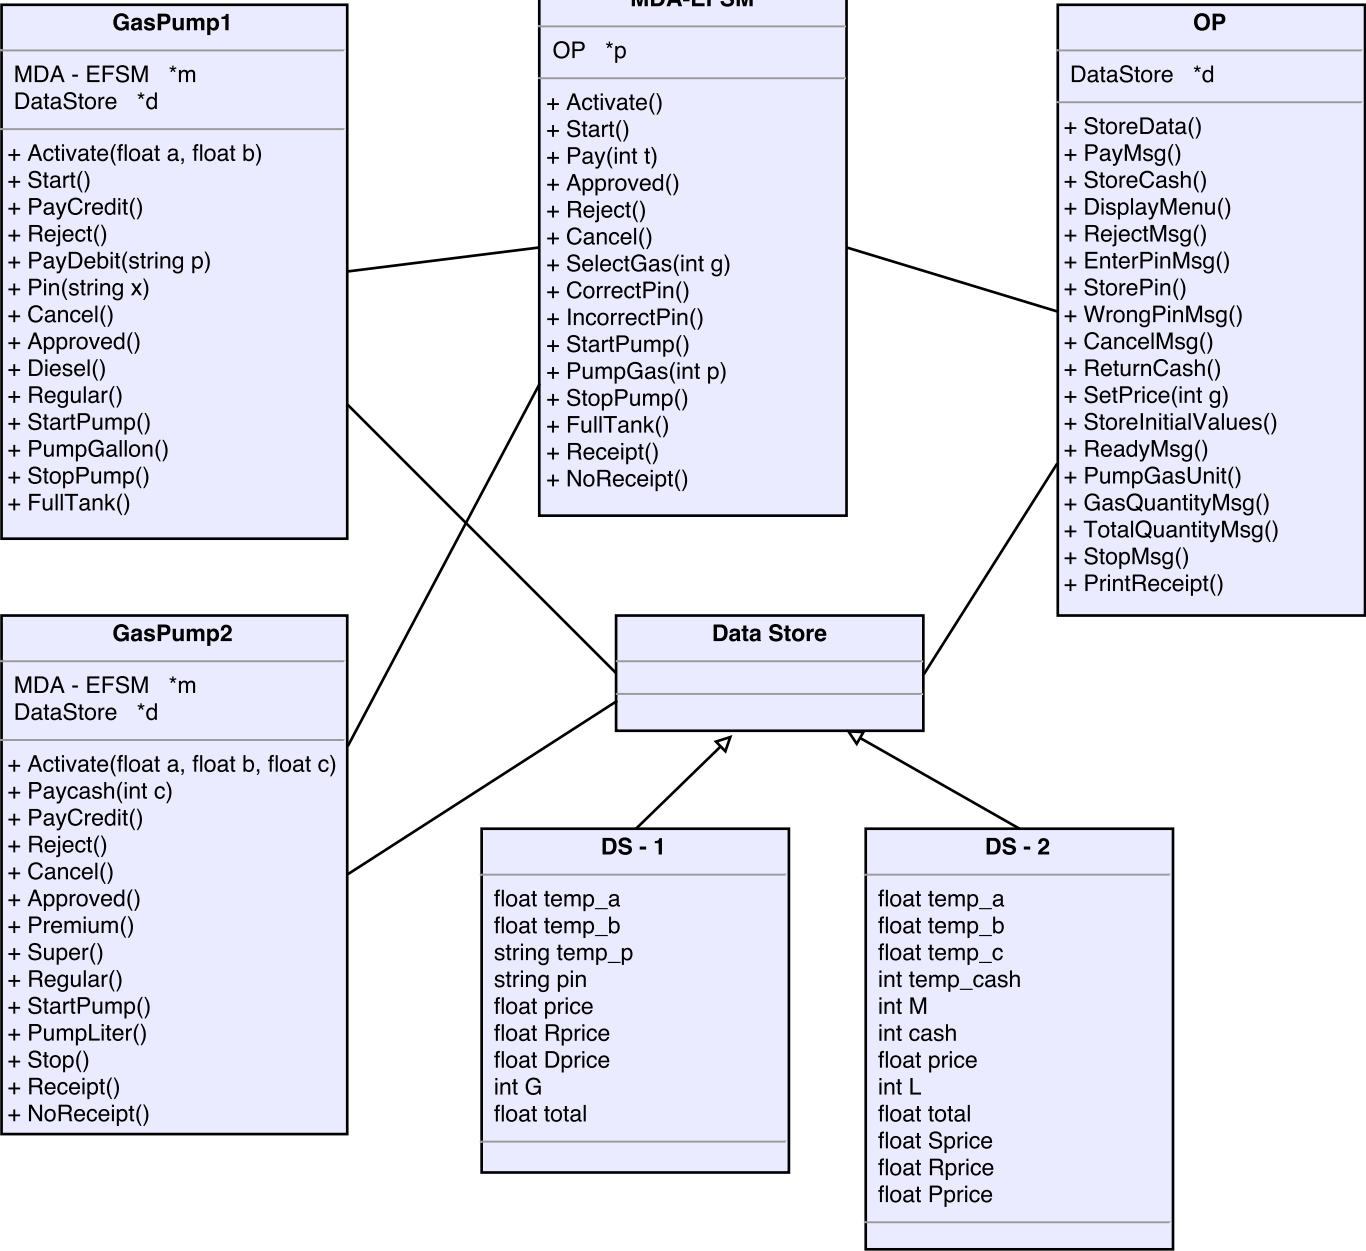 GasPump1
MDA - EFSM *m
DataStore *d
+ Activate(float a, float b)
+ Start()
+ PayCredit()
+ Reject()
+ PayDebit(string p)
+ Pin(string x)
+ Cancel()
+ Approved()
+ Diesel()
+ Regular()
+ StartPump()
+ PumpGallon()
+ StopPump()
+ FullTank()
MDA-EFSM
OP *p
+ Activate()
+ Start()
+ Pay(int t)
+ Approved()
+ Reject()
+ Cancel()
+ SelectGas(int g)
+ CorrectPin()
+ IncorrectPin()
+ StartPump()
+ PumpGas(int p)
+ StopPump()
+ FullTank()
+ Receipt()
+ NoReceipt()
OP
DataStore *d
+ StoreData()
+ PayMsg()
+ StoreCash()
+ DisplayMenu()
+ RejectMsg()
+ EnterPinMsg()
+ StorePin()
+ WrongPinMsg()
+ CancelMsg()
+ ReturnCash()
+ SetPrice(int g)
+ StoreInitialValues()
+ ReadyMsg()
+ PumpGasUnit()
+ GasQuantityMsg()
+ TotalQuantityMsg()
+ StopMsg()
+ PrintReceipt()
GasPump2
MDA - EFSM *m
DataStore *d
+ Activate(float a, float b, float c)
+ Paycash(int c)
+ PayCredit()
+ Reject()
+ Cancel()
+ Approved()
+ Premium()
+ Super()
+ Regular()
+ StartPump()
+ PumpLiter()
+ Stop()
+ Receipt()
+ NoReceipt()
Data Store
DS - 1
float temp_a
float temp_b
string temp_p
string pin
float price
float Rprice
float Dprice
int G
float total
DS - 2
float temp_a
float temp_b
float temp_c
int temp_cash
int M
int cash
float price
int L
float total
float Sprice
float Rprice
float Pprice